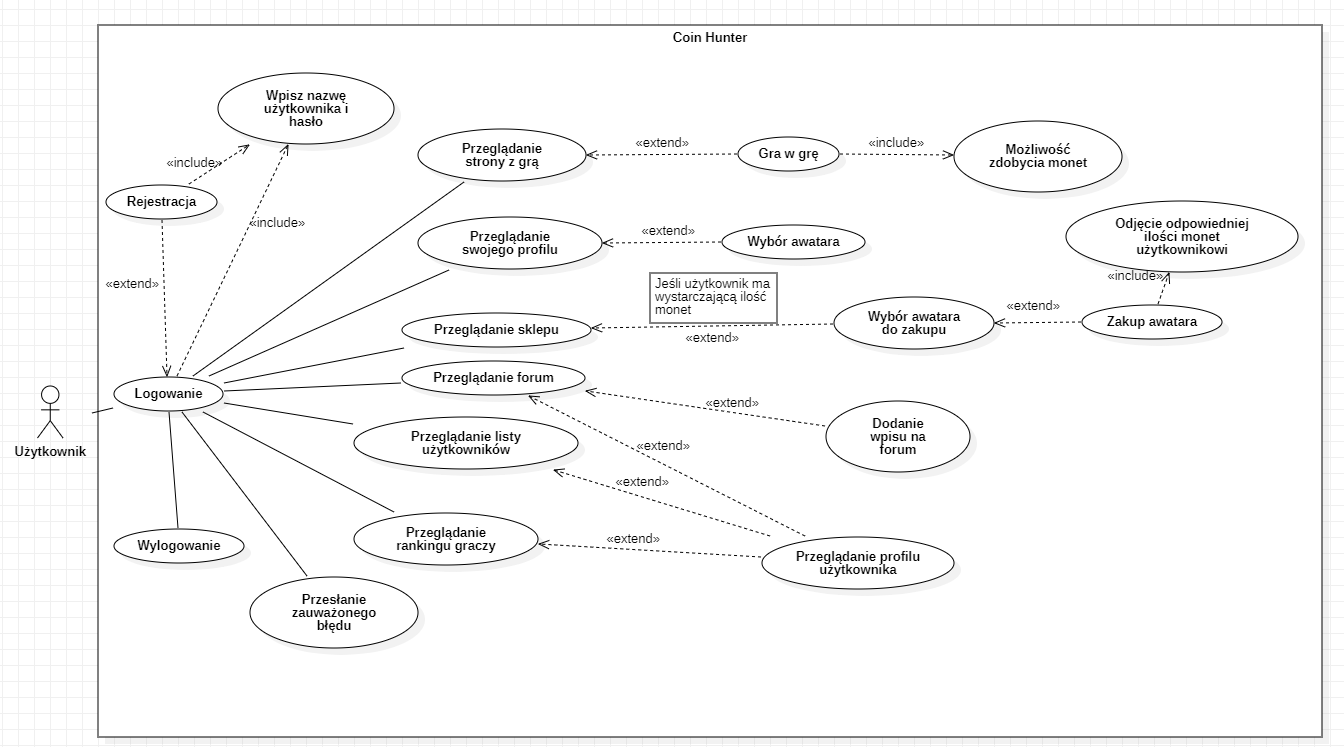 Coin Hunter
Wpisz nazwę
użytkownika i
hasło
«include»
Rejestracja
«include»
«extend»
Przeglądanie
strony z grą
«extend»
Gra w grę
«include»
Możliwość
zdobycia monet
Przeglądanie
swojego profilu
«extend»
Wybór awatara
Odjęcie odpowiedniej
ilości monet
użytkownikowi
«include»
Jeśli użytkownik ma
wystarczającą ilość
monet
Przeglądanie sklepu
«extend»
Wybór awatara
do zakupu
«extend»
Zakup awatara
Logowanie
Użytkownik
Przeglądanie forum
«extend»
Dodanie
wpisu na
forum
Przeglądanie listy
użytkowników
«extend»
«extend»
Przeglądanie
rankingu graczy
«extend»
Przeglądanie profilu
użytkownika
Wylogowanie
Przesłanie
zauważonego
błędu